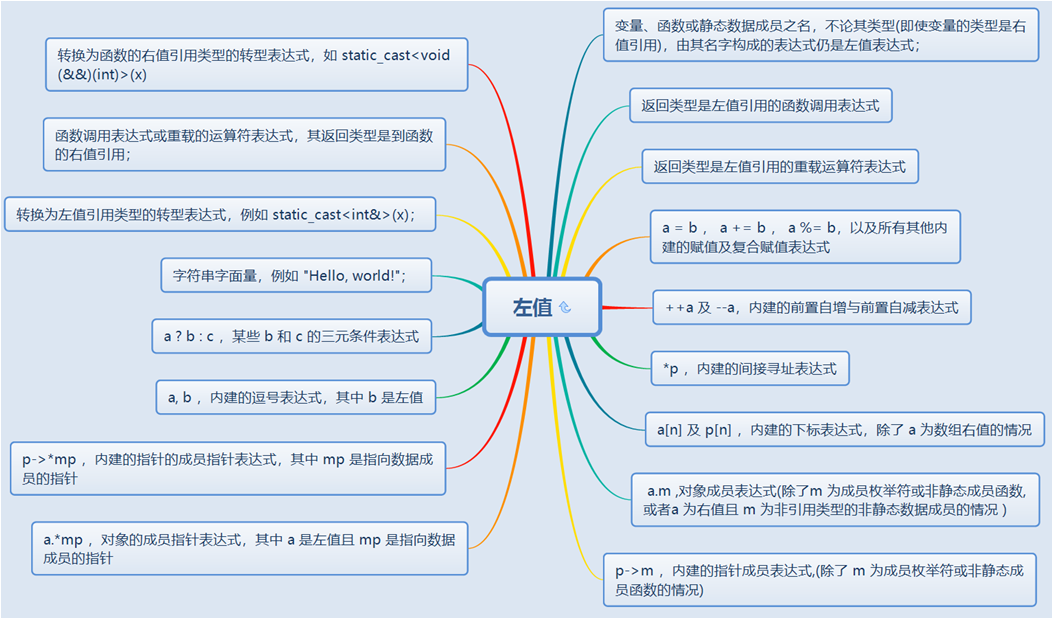 左值
变量、函数或静态数据成员之名，不论其类型(即使变量的类型是右
值引用)，由其名字构成的表达式仍是左值表达式；
返回类型是左值引用的函数调用表达式
返回类型是左值引用的重载运算符表达式
a = b ， a += b ， a %= b，以及所有其他内
建的赋值及复合赋值表达式
++a 及 --a，内建的前置自增与前置自减表达式
*p ，内建的间接寻址表达式
a[n] 及 p[n] ，内建的下标表达式，除了 a 为数组右值的情况
a.m ,对象成员表达式(除了m 为成员枚举符或非静态成员函数,
或者a 为右值且 m 为非引用类型的非静态数据成员的情况 )
p->m ，内建的指针成员表达式,(除了 m 为成员枚举符或非静态成
员函数的情况)
转换为函数的右值引用类型的转型表达式，如 static_cast<void
(&&)(int)>(x)
函数调用表达式或重载的运算符表达式，其返回类型是到函数
的右值引用；
转换为左值引用类型的转型表达式，例如 static_cast<int&>(x)；
字符串字面量，例如 "Hello, world!"；
a ? b : c ，某些 b 和 c 的三元条件表达式
a, b ，内建的逗号表达式，其中 b 是左值
p->*mp ，内建的指针的成员指针表达式，其中 mp 是指向数据成
员的指针
a.*mp ，对象的成员指针表达式，其中 a 是左值且 mp 是指向数据
成员的指针